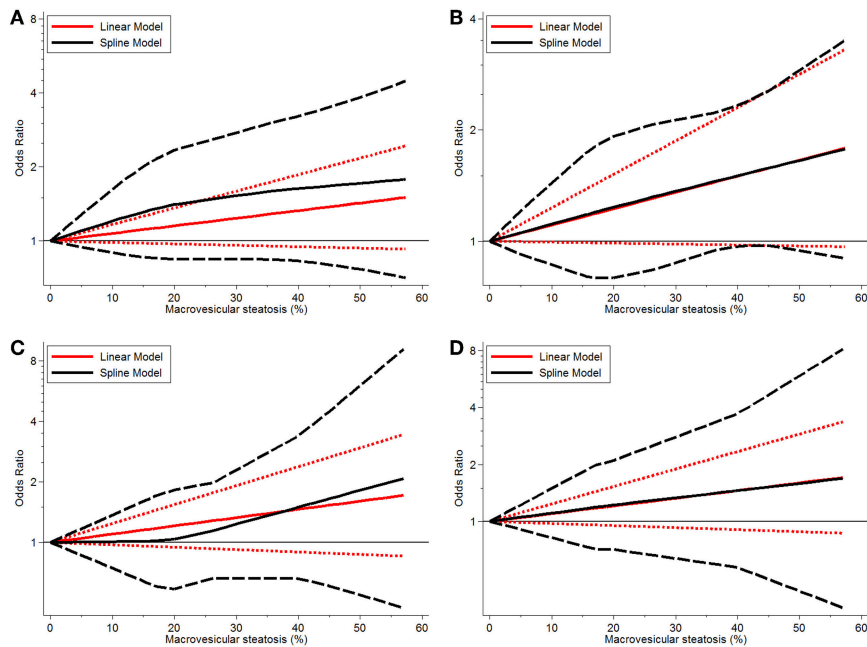 A
Linear Model
Spline Model
Odds Ratio
8
4
2
1
0 10 20 30 40 50 60
Macrovesicular steatosis (%)
B
Linear Model
Spline Model
Odds Ratio
4
2
1
0 10 20 30 40 50 60
Macrovesicular steatosis (%)
C
Linear Model
Spline Model
Odds Ratio
8
4
2
1
0 10 20 30 40 50 60
Macrovesicular steatosis (%)
D
Linear Model
Spline Model
Odds Ratio
8
4
2
1
0 10 20 30 40 50 60
Macrovesicular steatosis (%)